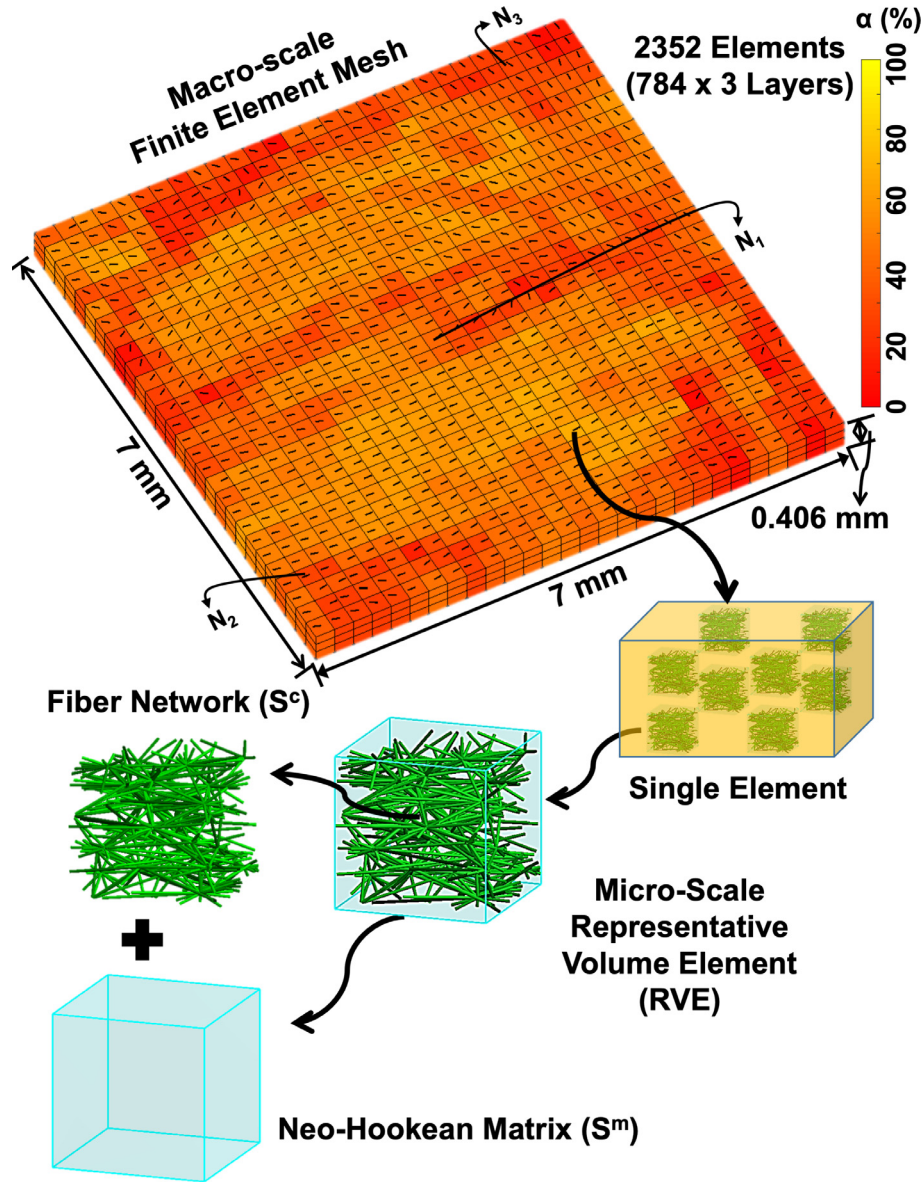 N₃
α (%)
Macro-scale
Finite Element Mesh
2352 Elements
(784 x 3 Layers)
100
80
60
40
20
0
N₁
7 mm
7 mm
0.406 mm
N₂
Fiber Network (Sᶜ)
Single Element
Micro-Scale
Representative
Volume Element
(RVE)
Neo-Hookean Matrix (Sᵐ)